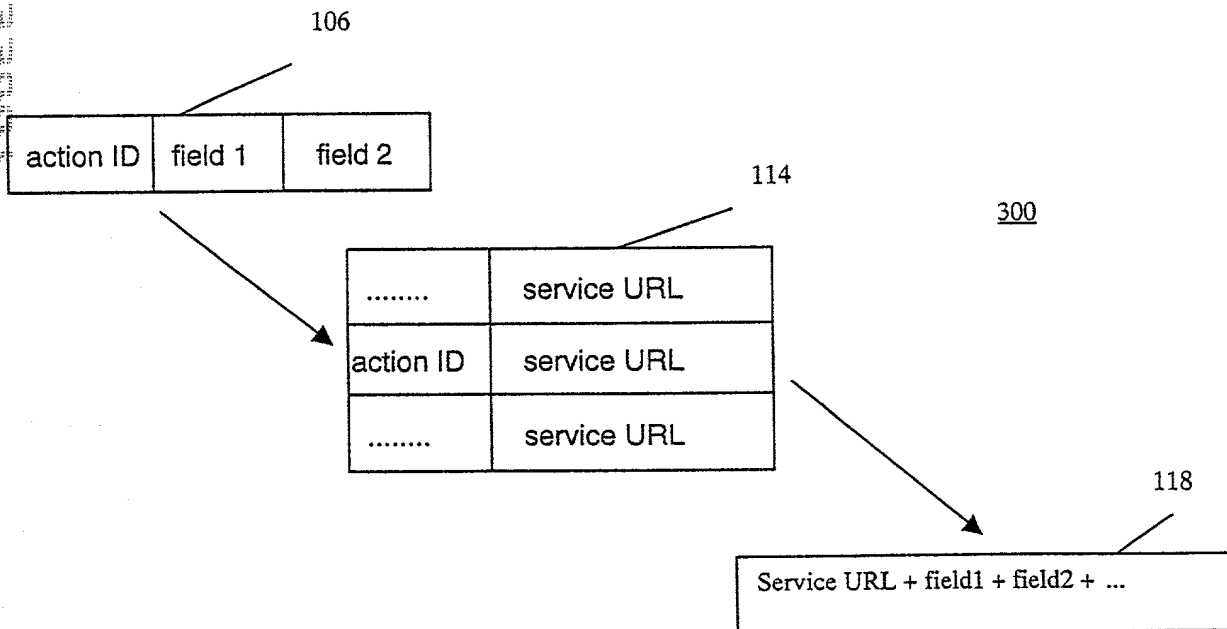 106
action ID field 1 field 2
114
300
........ service URL
action ID service URL
........ service URL
118
Service URL + field1 + field2 + ...